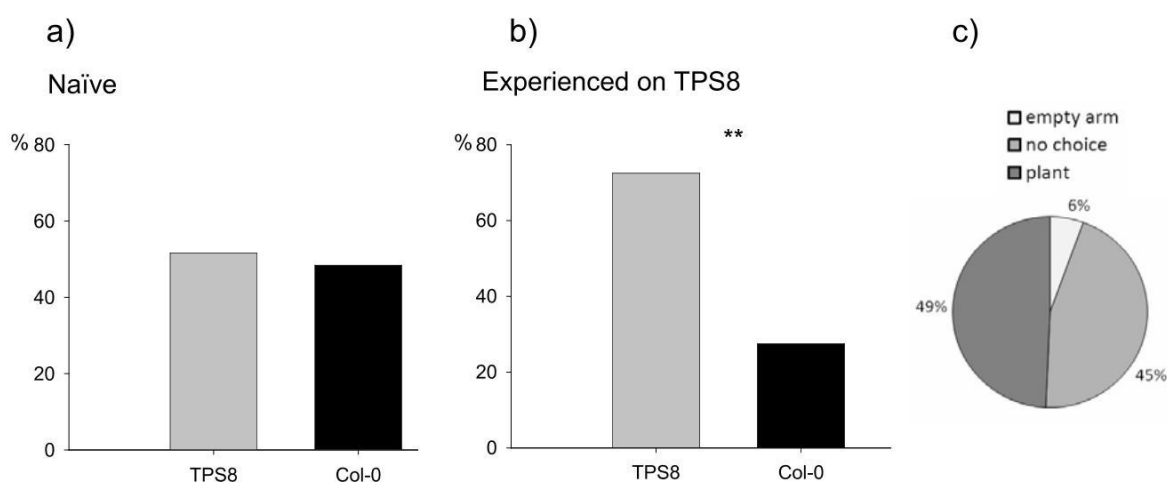 a)
Naïve
%
80
60
40
20
0
TPS8 Col-0
b)
Experienced on TPS8
%
80
**
60
40
20
0
TPS8 Col-0
c)
empty arm
no choice
plant
6%
49%
45%